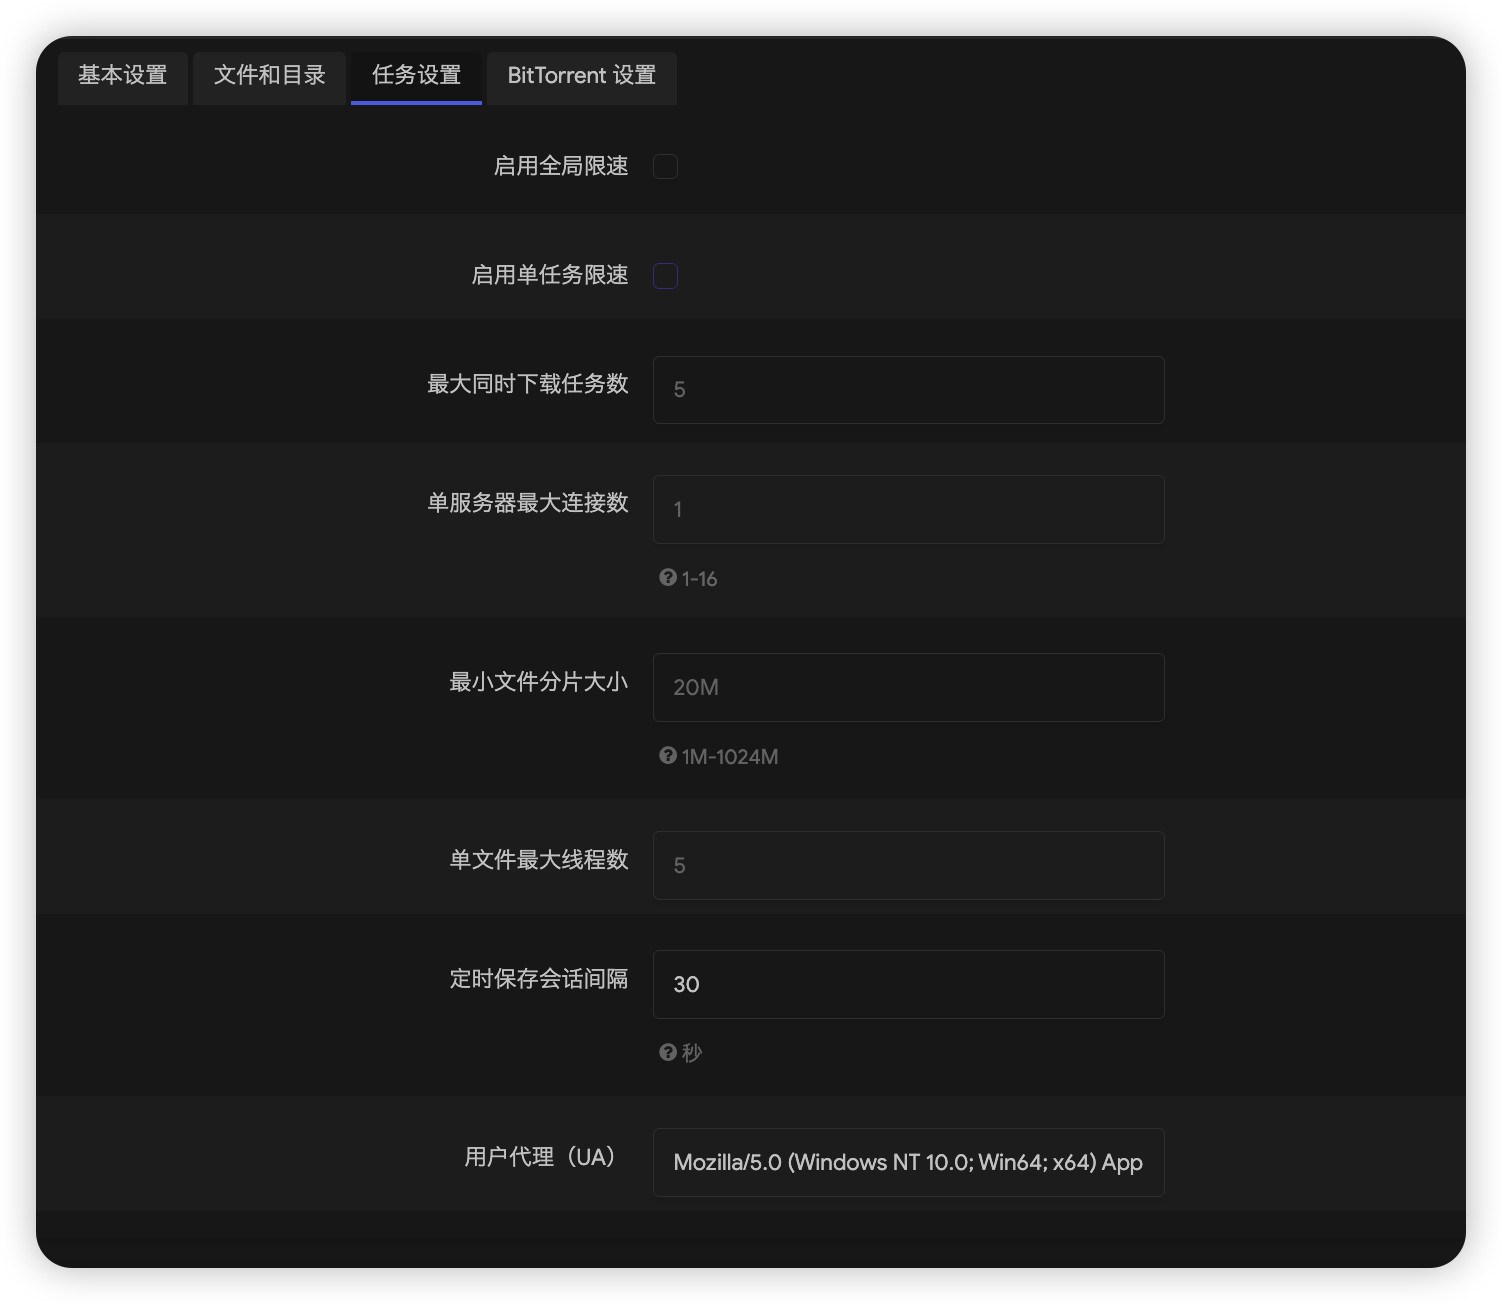 基本设置 文件和目录 任务设置 BitTorrent 设置
启用全局限速
启用单任务限速
最大同时下载任务数 5
单服务器最大连接数 1
1-16
最小文件分片大小 20M
1M-1024M
单文件最大线程数 5
定时保存会话间隔 30
秒
用户代理（UA） Mozilla/5.0 (Windows NT 10.0; Win64; x64) App